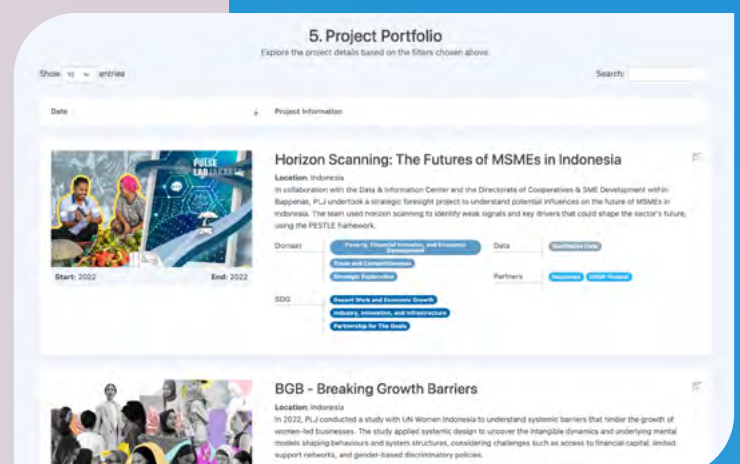 5. Project Portfolio
Explore the project details based on the filters chosen above.
Show 10 entries
Search:
Date
Project Information
PULSE
LAB JAKARTA
Start: 2022
End: 2022
Horizon Scanning: The Futures of MSMEs in Indonesia
Location: Indonesia
In collaboration with the Data & Information Center and the Directorate of Cooperatives & SME Development within
Bappenas, PLJ undertook a strategic foresight project to understand potential influences on the future of MSMEs in
Indonesia. The team used horizon scanning to identify weak signals and key drivers that could shape the sector's future,
using the PESTLE framework.
Domain
Poverty, Financial Inclusion, and Economic
Development
Trade and Competitiveness
Strategic Exploration
Data
Qualitative Data
Partners
Bappenas
SDG
Decent Work and Economic Growth
Industry, Innovation, and Infrastructure
Partnership for The Goals
BGB - Breaking Growth Barriers
Location: Indonesia
In 2022, PLJ conducted a study with UN Women Indonesia to understand systemic barriers that hinder the growth of
women-led businesses. The study applied systemic design to uncover the intangible dynamics and underlying mental
models shaping behaviours and system structures, considering challenges such as access to financial capital, limited
support networks, and gender-based discriminatory policies.